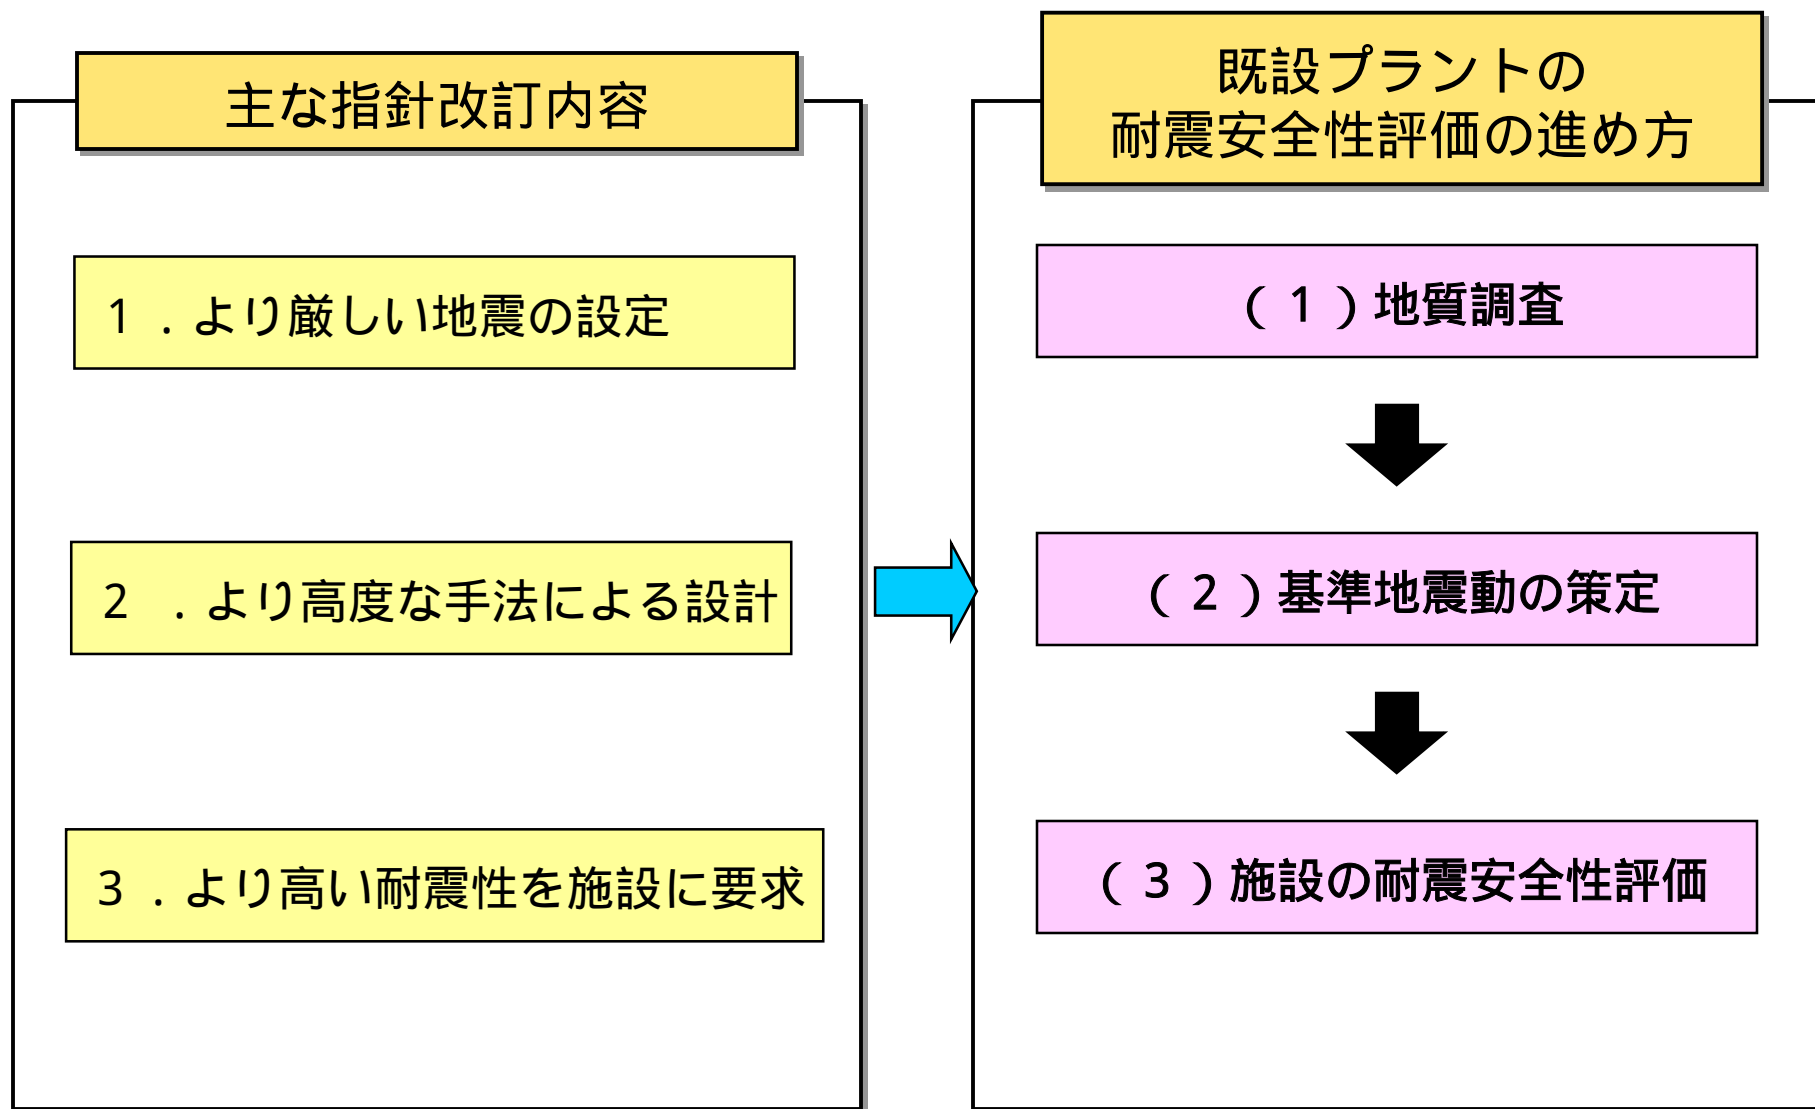 主な指針改訂内容
1．より厳しい地震の設定
2．より高度な手法による設計
3．より高い耐震性を施設に要求
既設プラントの
耐震安全性評価の進め方
（1）地質調査
（2）基準地震動の策定
（3）施設の耐震安全性評価